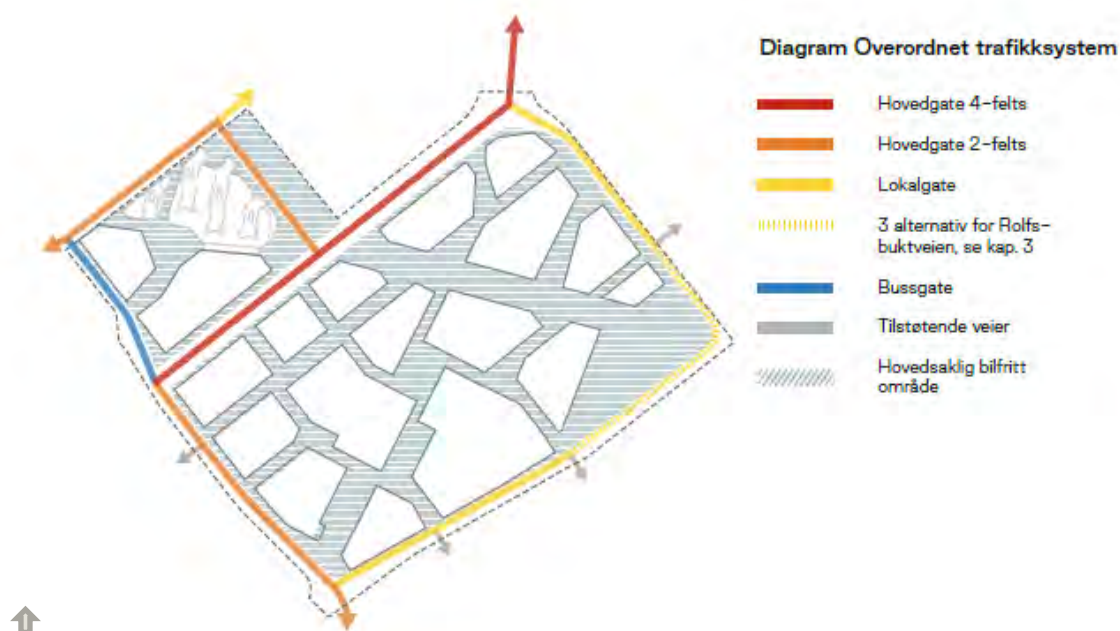 Diagram Overordnet trafikksystem
Hovedgate 4-felts
Hovedgate 2-felts
Lokalgate
3 alternativ for Rolfs-
buktveien, se kap. 3
Bussgate
Tilstøtende veier
Hovedsaklig bilfritt
område